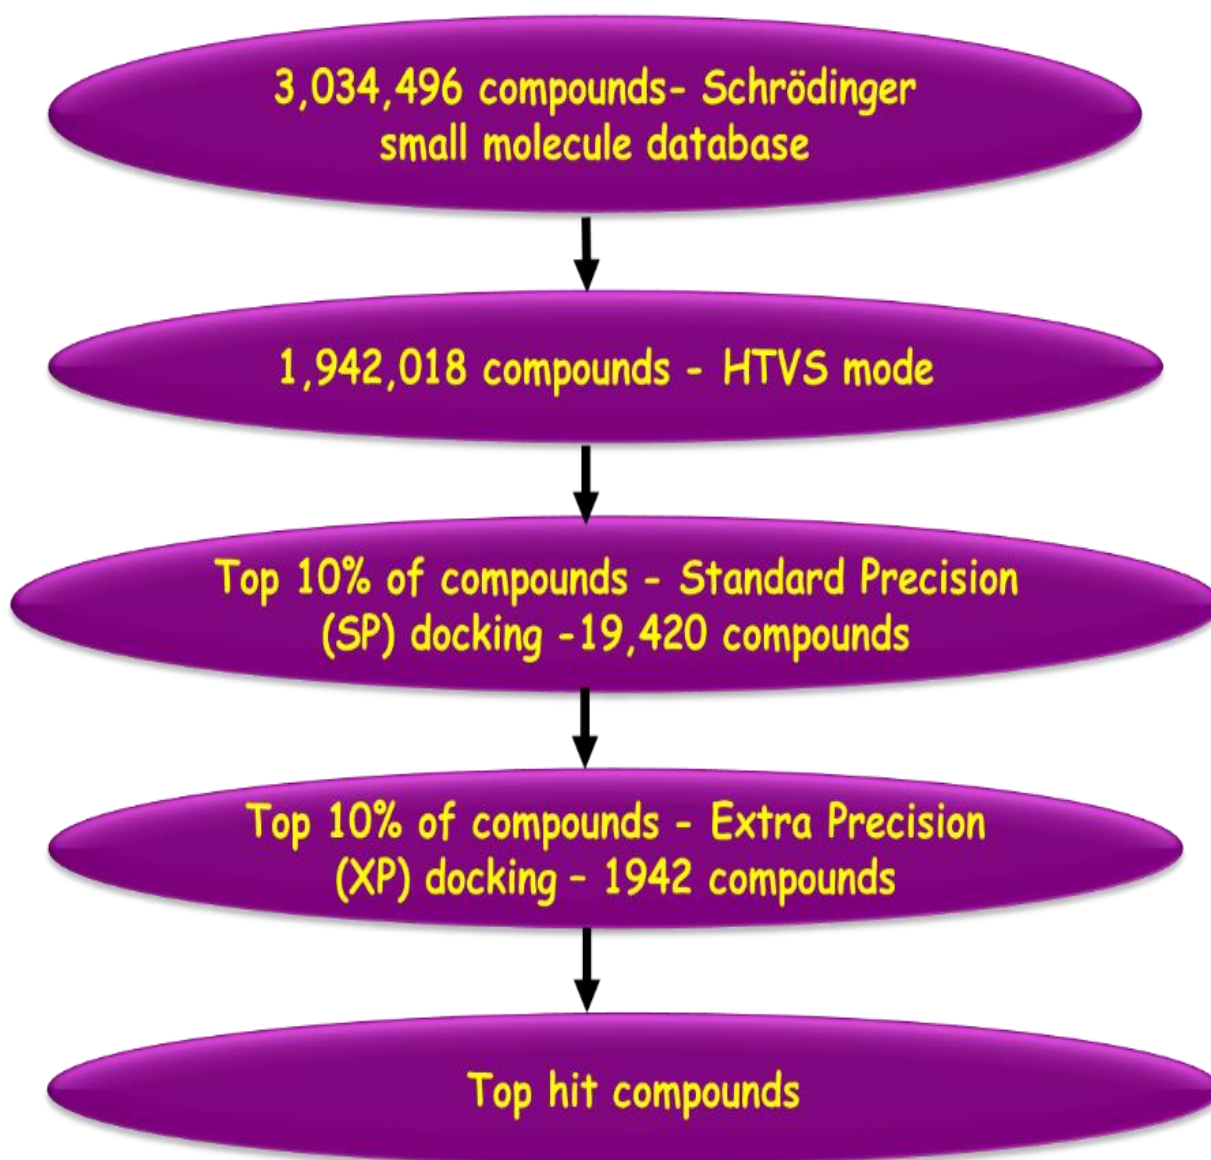 3,034,496 compounds- Schrödinger
small molecule database
1,942,018 compounds - HTVS mode
Top 10% of compounds - Standard Precision
(SP) docking -19,420 compounds
Top 10% of compounds - Extra Precision
(XP) docking – 1942 compounds
Top hit compounds